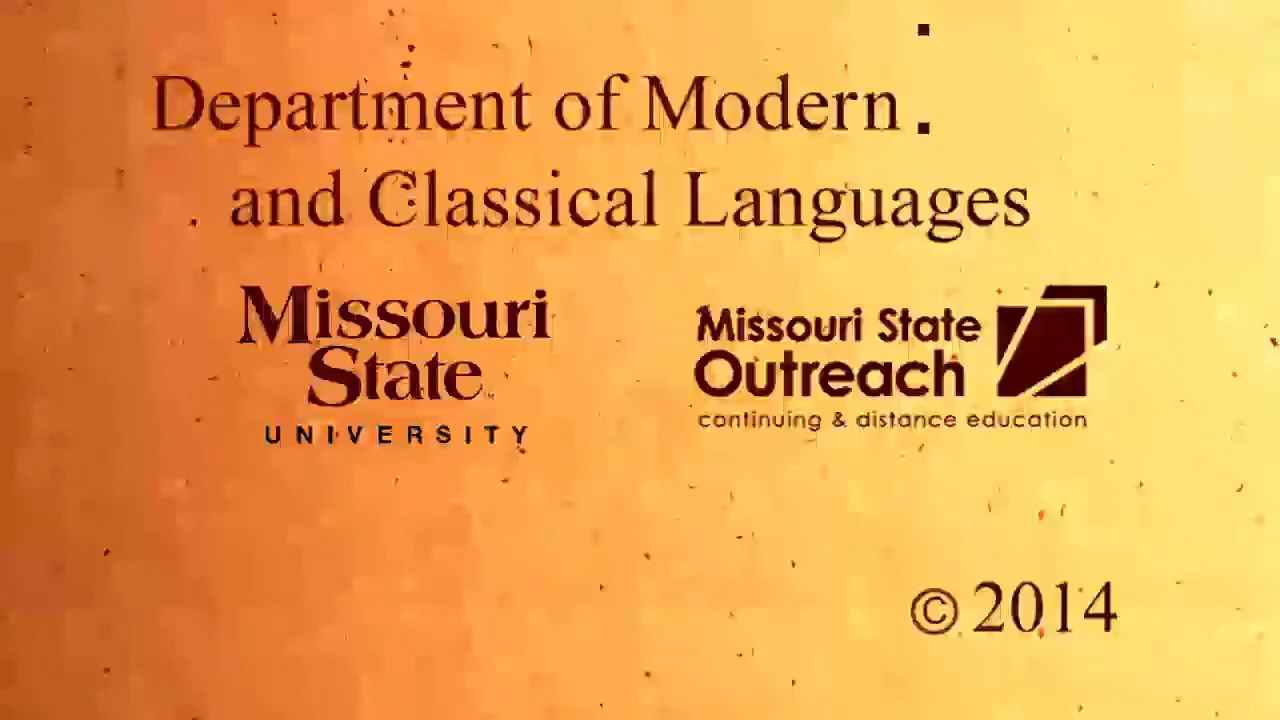 Department of Modern
and Classical Languages
Missouri
State
UNIVERSITY
Missouri State
Outreach
continuing & distance education
© 2014